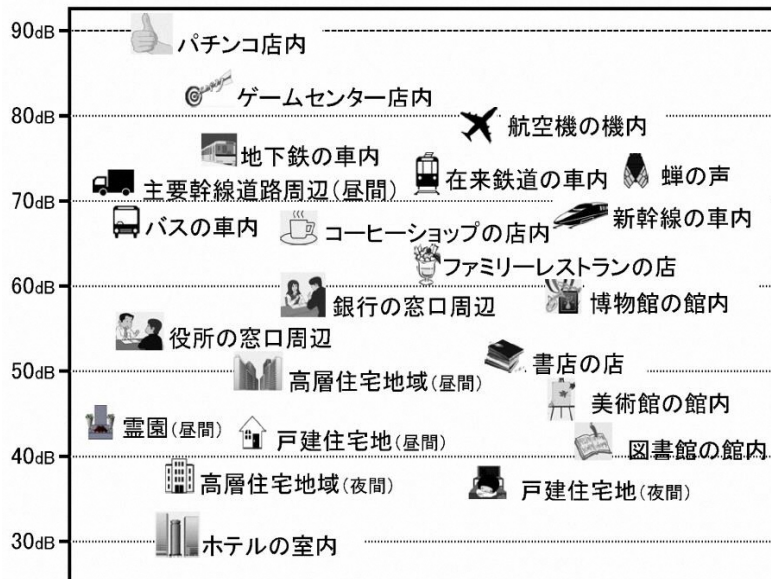 90dB
パチンコ店内
ゲームセンター店内
80dB
航空機の機内
地下鉄の車内
在来鉄道の車内
蝉の声
主要幹線道路周辺(昼間)
70dB
バスの車内
コーヒーショップの店内
新幹線の車内
ファミリーレストランの店
60dB
銀行の窓口周辺
博物館の館内
役所の窓口周辺
50dB
書店の店
高層住宅地域(昼間)
美術館の館内
霊園(昼間)
戸建住宅地(昼間)
図書館の館内
40dB
高層住宅地域(夜間)
戸建住宅地(夜間)
30dB
ホテルの室内